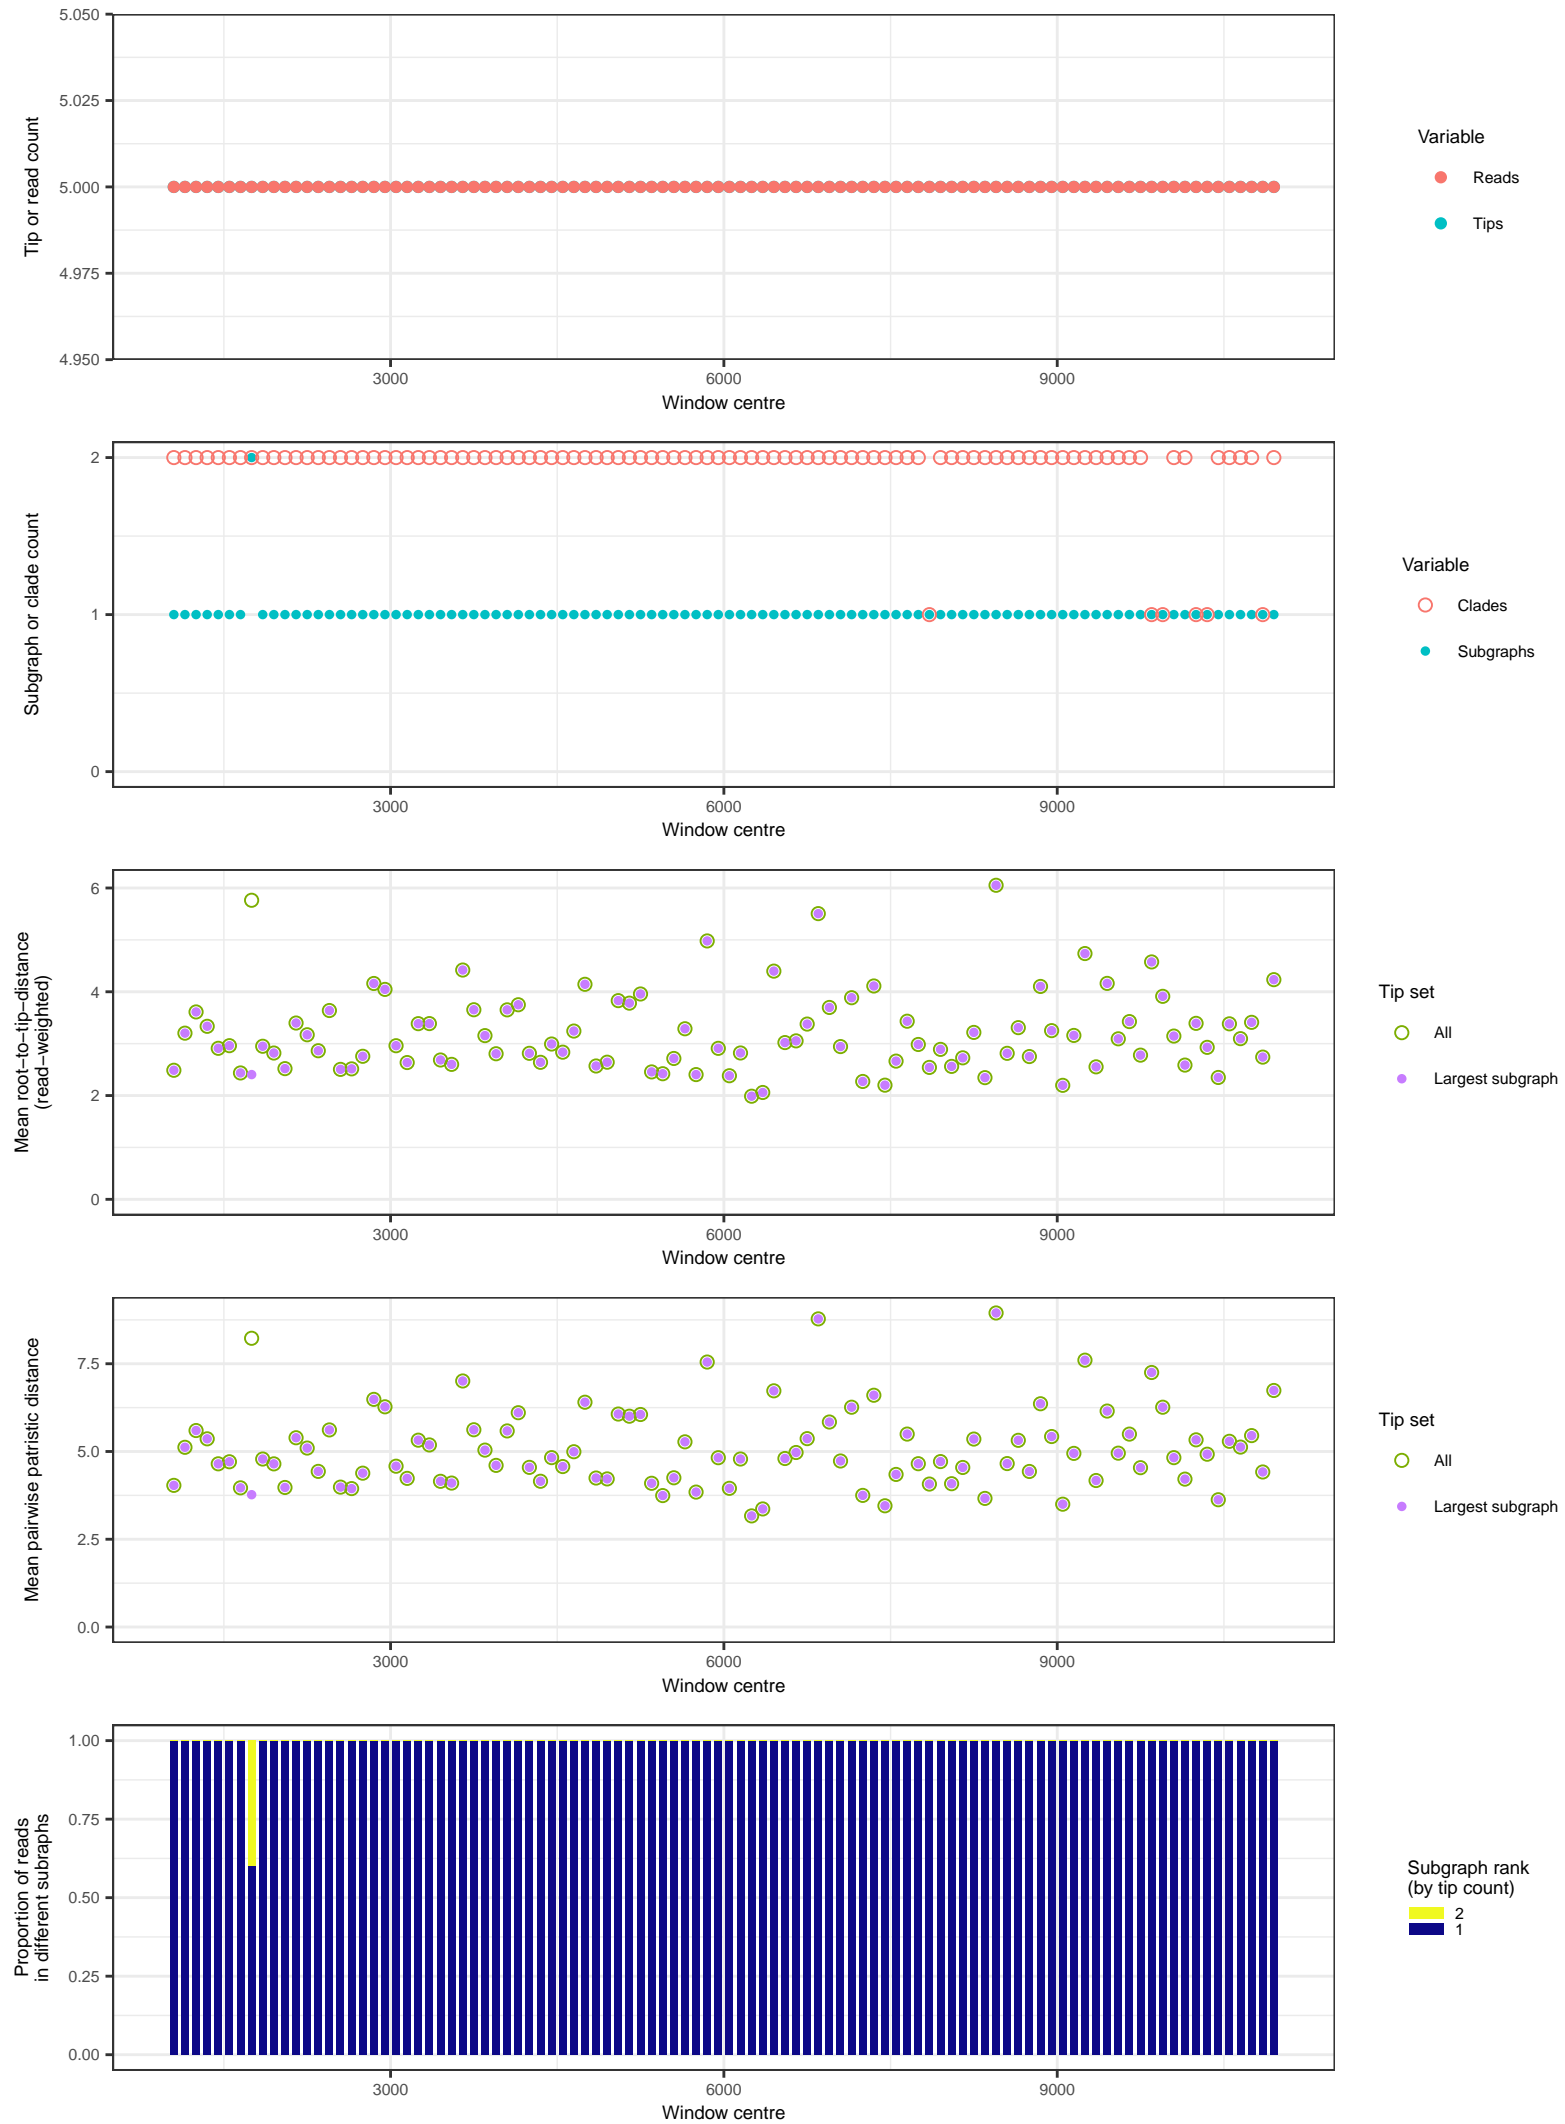 5.050
5.025
5.000
4.975
4.950
Tip or read count
3000
6000
9000
Window centre
Variable
Reads
Tips
2
1
0
Subgraph or clade count
3000
6000
9000
Window centre
Variable
Clades
Subgraphs
6
4
2
0
Mean root−to−tip−distance
(read−weighted)
3000
6000
9000
Window centre
Tip set
All
Largest subgraph
7.5
5.0
2.5
0.0
Mean pairwise patristic distance
3000
6000
9000
Window centre
Tip set
All
Largest subgraph
1.00
0.75
0.50
0.25
0.00
Proportion of reads
in different subraphs
3000
6000
9000
Window centre
Subgraph rank
(by tip count)
2
1